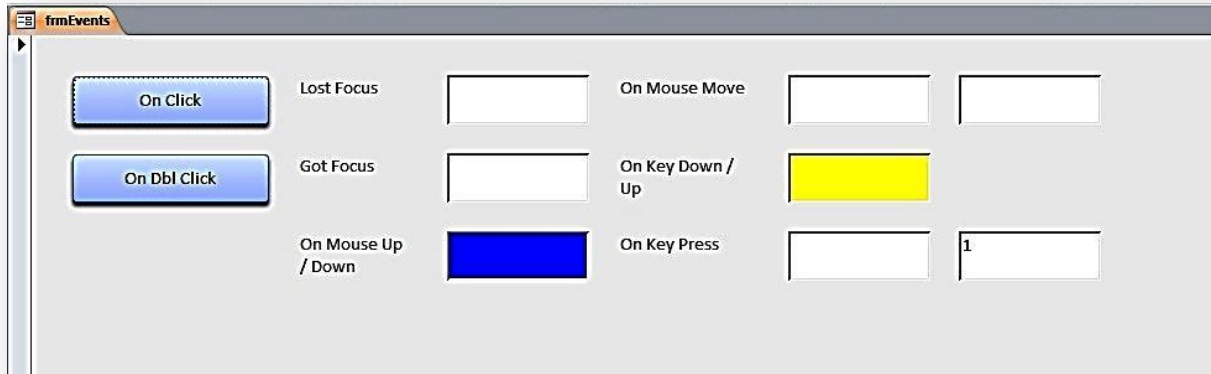 frmEvents
On Click
Lost Focus
On Mouse Move
On Dbl Click
Got Focus
On Key Down /
Up
On Mouse Up
/ Down
On Key Press
1